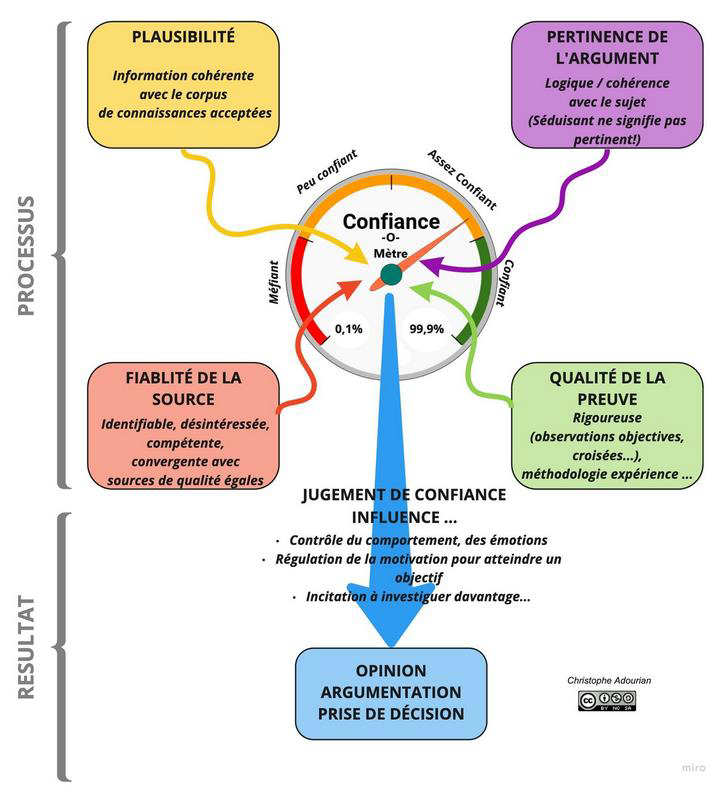 PLAUSIBILITÉ
Information cohérente
avec le corpus
de connaissances acceptées
PERTINENCE DE
L'ARGUMENT
Logique / cohérence
avec le sujet
(Séduisant ne signifie pas
pertinent!)
PROCESSUS
Peu confiant
Assez Confiant
Méfiant
Confiant
Confiance
-O-
Mètre
0,1%
99,9%
FIABLITÉ DE LA
SOURCE
Identifiable, désintéressée,
compétente,
convergente avec
sources de qualité égales
QUALITÉ DE LA
PREUVE
Rigoureuse
(observations objectives,
croisées...),
méthodologie expérience ...
JUGEMENT DE CONFIANCE
INFLUENCE ...
· Contrôle du comportement, des émotions
· Régulation de la motivation pour atteindre un
objectif
· Incitation à investiguer davantage...
RESULTAT
OPINION
ARGUMENTATION
PRISE DE DÉCISION
Christophe Adourian
cc
BY NC SA
miro